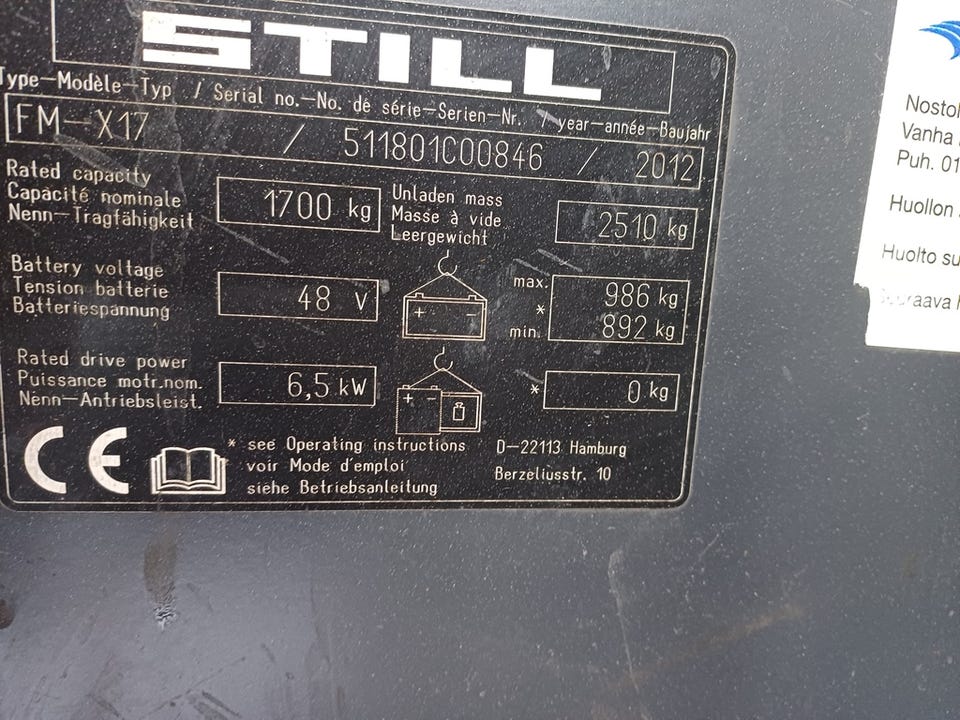 STILL
Type–Modèle–Typ / Serial no.–No. de série–Serien–Nr. / year–année–Baujahr
FM–X17 / 511801C00846 / 2012
Rated capacity
Capacité nominale
Nenn–Tragfähigkeit
1700 kg
Unladen mass
Masse à vide
Leergewicht
2510 kg
Battery voltage
Tension batterie
Batteriespannung
48 V
+ –
max.
*
min.
986 kg
892 kg
Rated drive power
Puissance motr.nom.
Nenn–Antriebsleist.
6,5 kW
+ –
* 0 kg
CE
* see Operating instructions
voir Mode d'emploi
siehe Betriebsanleitung
D–22113 Hamburg
Berzeliusstr. 10
Vanha
Puh. 01
Huollon
Huolto su